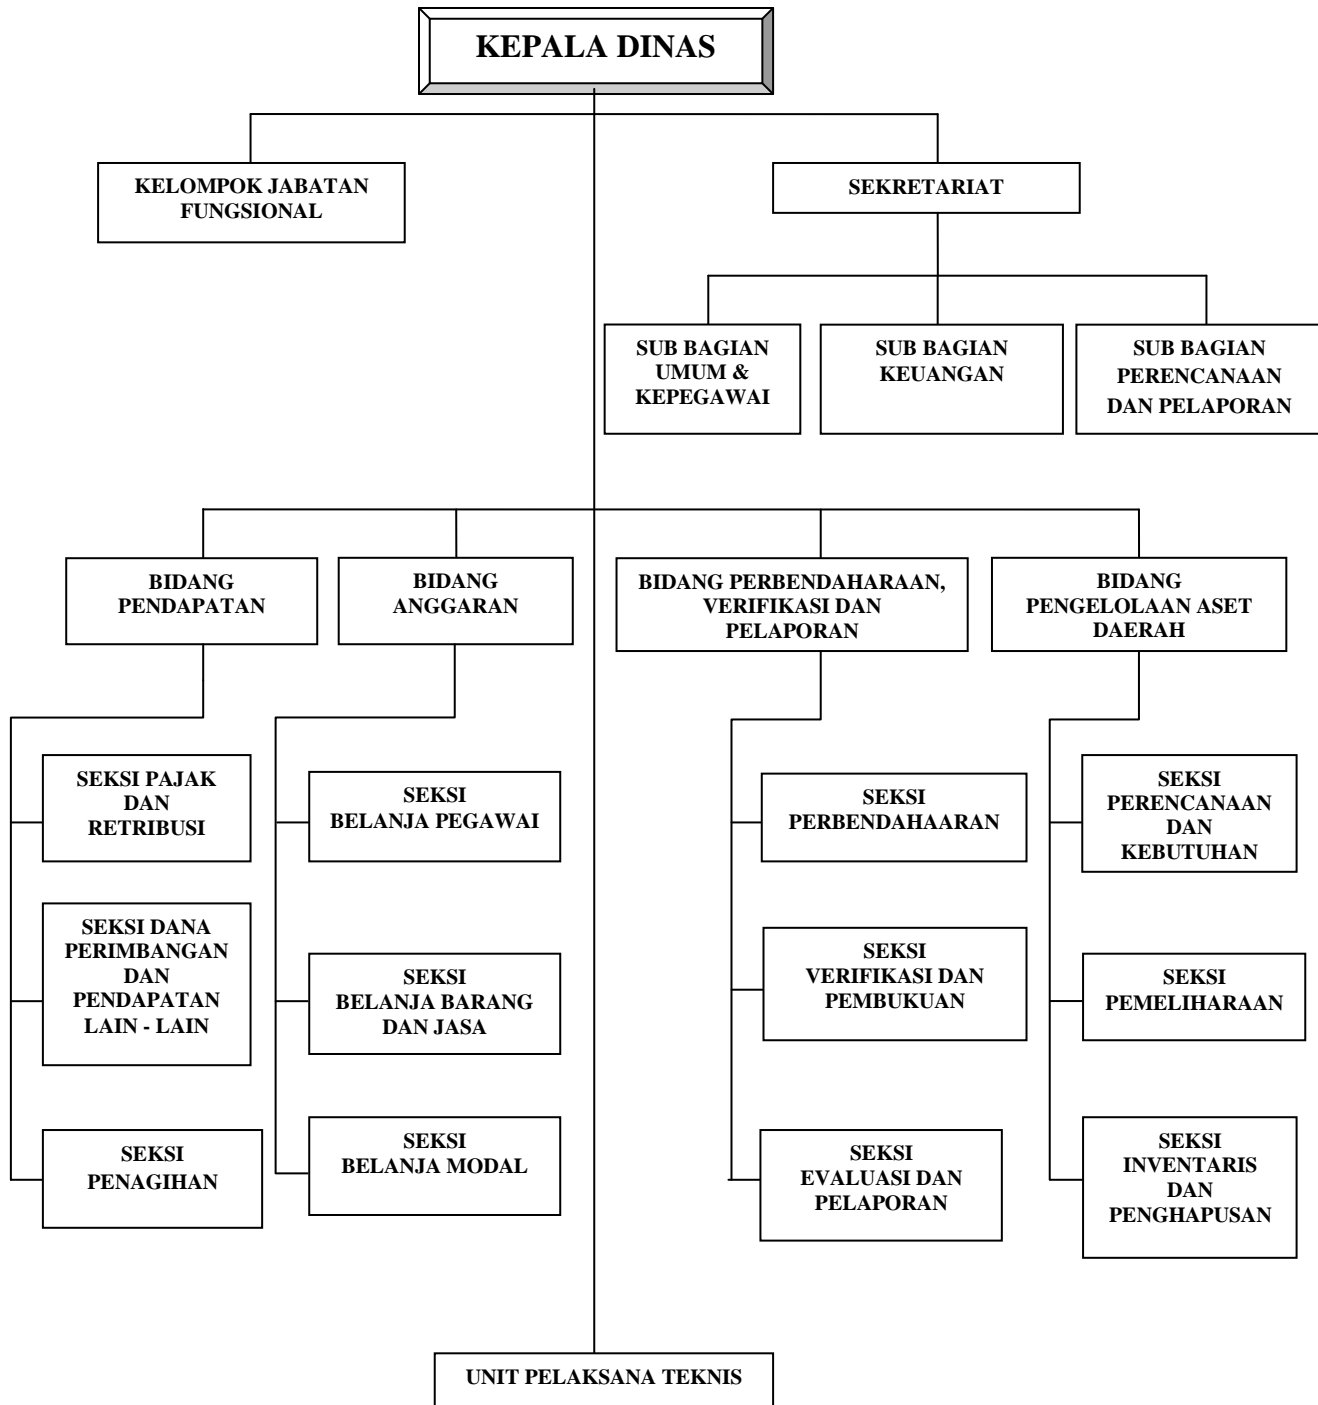 KEPALA DINAS
KELOMPOK JABATAN
FUNGSIONAL
SEKRETARIAT
SUB BAGIAN
UMUM &
KEPEGAWAI
SUB BAGIAN
KEUANGAN
SUB BAGIAN
PERENCANAAN
DAN PELAPORAN
BIDANG
PENDAPATAN
BIDANG
ANGGARAN
BIDANG PERBENDAHARAAN,
VERIFIKASI DAN
PELAPORAN
BIDANG
PENGELOLAAN ASET
DAERAH
SEKSI PAJAK
DAN
RETRIBUSI
SEKSI DANA
PERIMBANGAN
DAN
PENDAPATAN
LAIN - LAIN
SEKSI
PENAGIHAN
SEKSI
BELANJA PEGAWAI
SEKSI
BELANJA BARANG
DAN JASA
SEKSI
BELANJA MODAL
SEKSI
PERBENDAHAARAN
SEKSI
VERIFIKASI DAN
PEMBUKUAN
SEKSI
EVALUASI DAN
PELAPORAN
SEKSI
PERENCANAAN
DAN
KEBUTUHAN
SEKSI
PEMELIHARAAN
SEKSI
INVENTARIS
DAN
PENGHAPUSAN
UNIT PELAKSANA TEKNIS